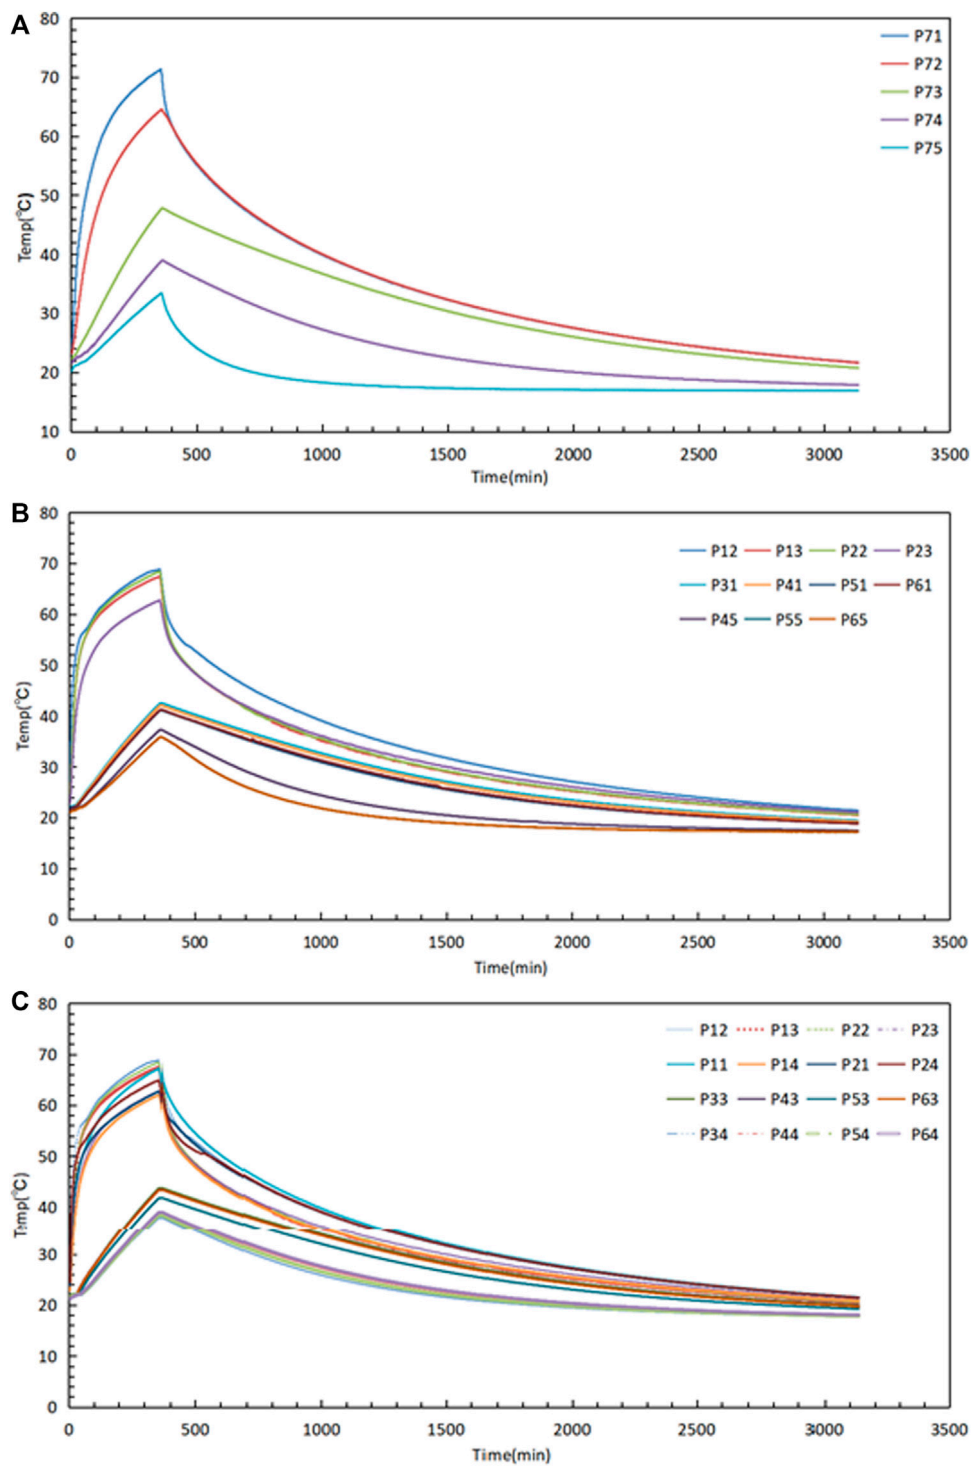 A
80
70
60
50
40
30
20
10
Temp(℃)
0 500 1000 1500 2000 2500 3000 3500
Time(min)
P71
P72
P73
P74
P75
B
80
70
60
50
40
30
20
10
0
Temp(℃)
0 500 1000 1500 2000 2500 3000 3500
Time(min)
P12 P13 P22 P23
P31 P41 P51 P61
P45 P55 P65
C
80
70
60
50
40
30
20
10
0
Temp(℃)
0 500 1000 1500 2000 2500 3000 3500
Time(min)
P12 P13 P22 P23
P11 P14 P21 P24
P33 P43 P53 P63
P34 P44 P54 P64